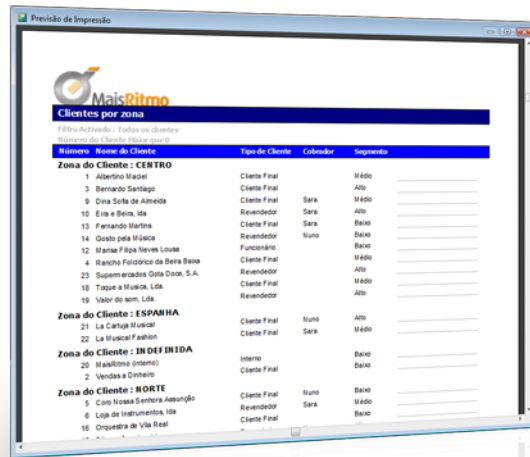 Previsão de Impressão
MaisRitmo
Clientes por zona
Filtro Activado : Todos os clientes
Número do Cliente Maior que 0
Número Nome do Cliente Tipo de Cliente Cobrador Segmento
Zona do Cliente : CENTRO
1 Albertino Maciel Cliente Final Médio
3 Bernardo Santiago Cliente Final Alto
9 Dina Sofia de Almeida Cliente Final Sara Médio
10 Eira e Beira, lda Revendedor Sara Alto
13 Fernando Martins Cliente Final Sara Baixo
14 Gosto pela Música Revendedor Nuno Baixo
12 Marisa Filipa Neves Lousa Funcionário Baixo
4 Rancho Folclórico da Beira Baixa Cliente Final Médio
23 Supermercados Gota Doce, S.A. Revendedor Alto
18 Toque a Musica, Lda. Cliente Final Médio
19 Valor do som, Lda. Revendedor Alto
Zona do Cliente : ESPANHA
21 La Cartuja Musical Cliente Final Nuno Alto
22 La Musical Fashion Cliente Final Sara Médio
Zona do Cliente : INDEFINIDA
20 MaisRitmo (interno) Interno Baixo
2 Vendas a Dinheiro Cliente Final Baixo
Zona do Cliente : NORTE
5 Coro Nossa Senhora Assunção Cliente Final Nuno Baixo
6 Loja de Instrumentos, lda Revendedor Sara Médio
16 Orquestra de Vila Real Cliente Final Baixo